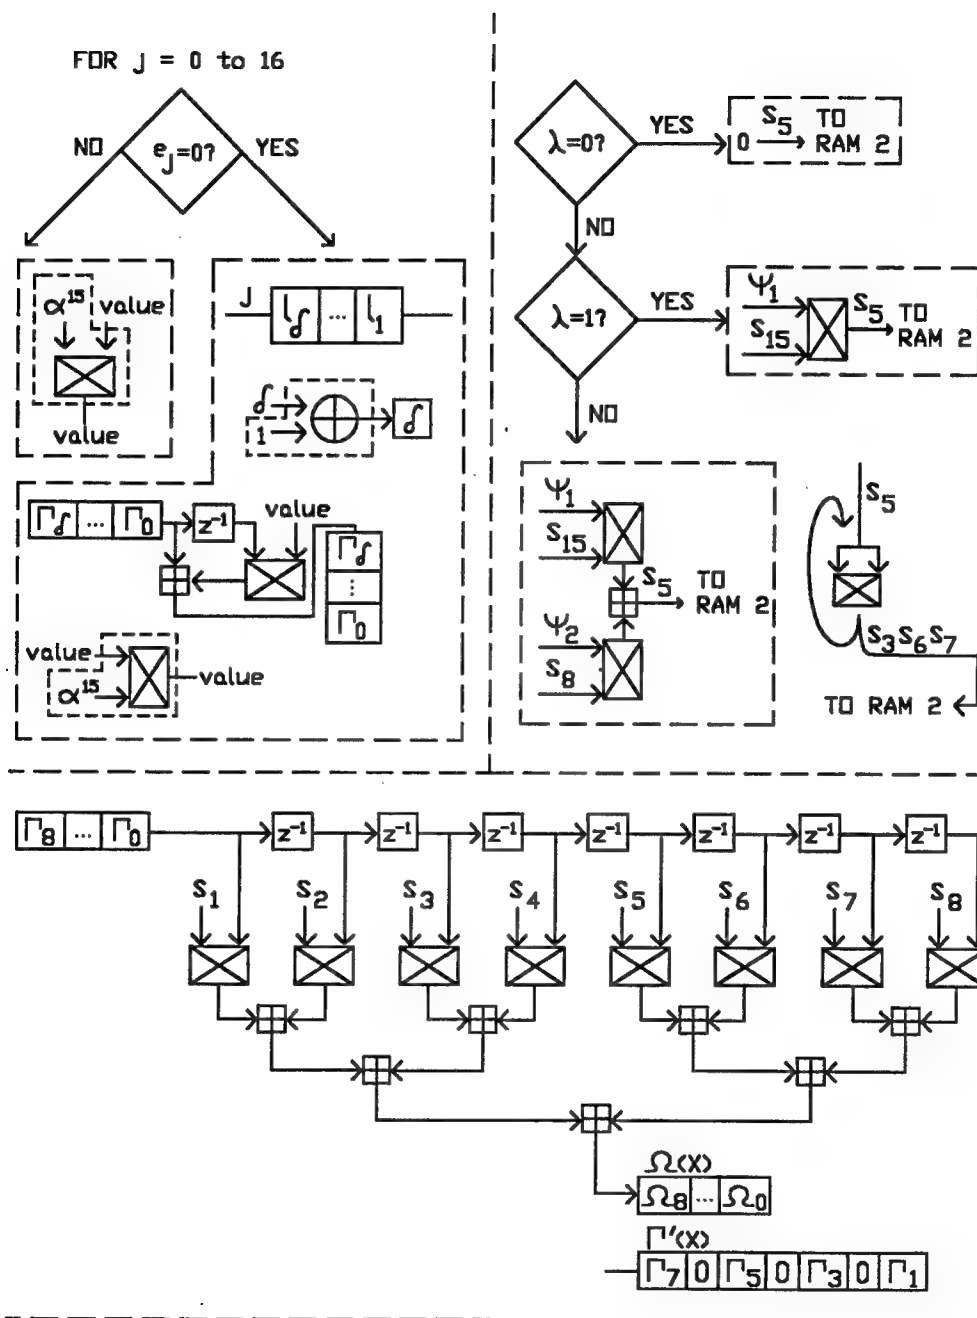 FOR j = 0 to 16
NO
e_j=0?
YES
α^15
value
value
J
l_δ ... l_1
δ
1
δ
Γ_δ ... Γ_0
z^-1
value
Γ_δ
...
Γ_0
value
α^15
value
λ=0?
YES
0
S_5
TO
RAM 2
NO
λ=1?
YES
Ψ_1
S_15
S_5
TO
RAM 2
NO
Ψ_1
S_15
S_5
TO
RAM 2
Ψ_2
S_8
S_5
S_3 S_6 S_7
TO RAM 2
Γ_8 ... Γ_0
z^-1 z^-1 z^-1 z^-1 z^-1 z^-1 z^-1
S_1 S_2 S_3 S_4 S_5 S_6 S_7 S_8
Ω(X)
Ω_8 ... Ω_0
Γ'(X)
Γ_7 0 Γ_5 0 Γ_3 0 Γ_1